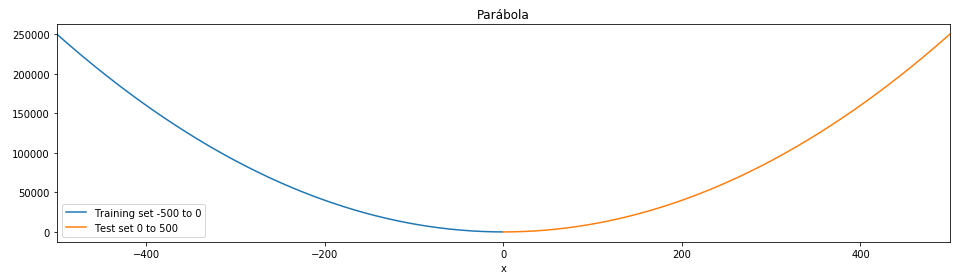 Parábola
250000
200000
150000
100000
50000
0
Training set -500 to 0
Test set 0 to 500
−400 −200 0 200 400
x